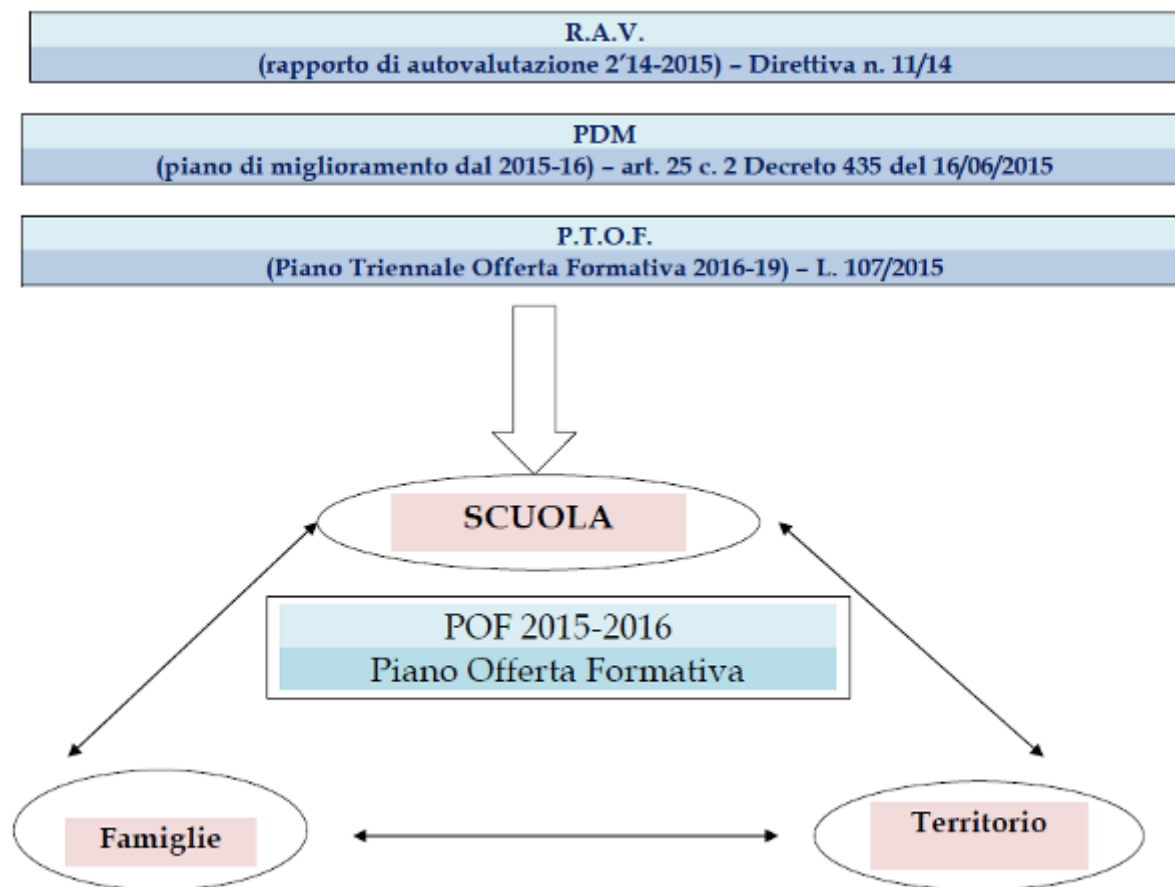 R.A.V.
(rapporto di autovalutazione 2'14-2015) – Direttiva n. 11/14
PDM
(piano di miglioramento dal 2015-16) – art. 25 c. 2 Decreto 435 del 16/06/2015
P.T.O.F.
(Piano Triennale Offerta Formativa 2016-19) – L. 107/2015
SCUOLA
POF 2015-2016
Piano Offerta Formativa
Famiglie
Territorio